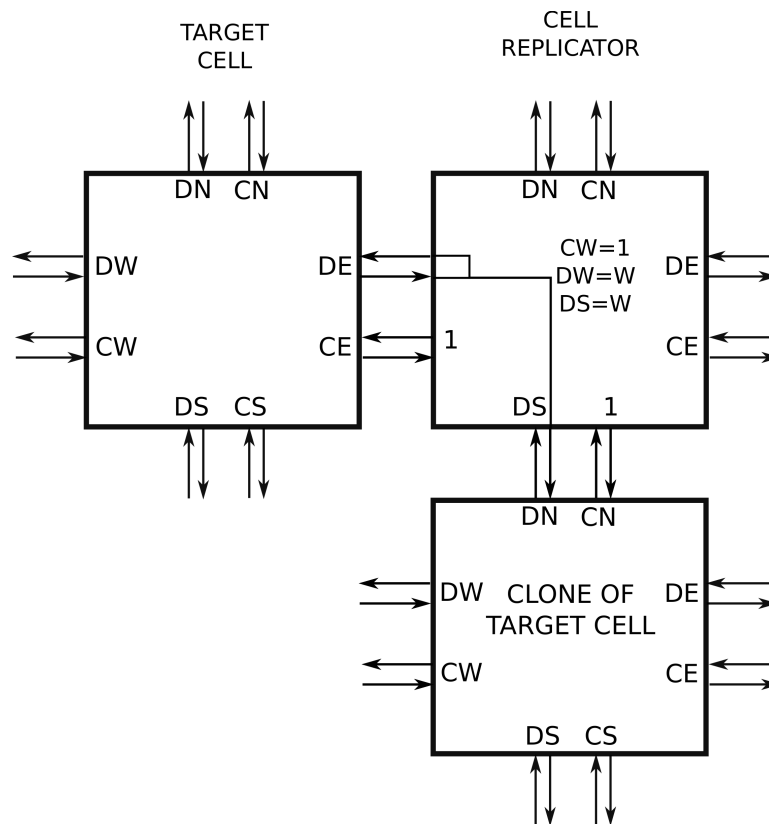 TARGET
CELL
CELL
REPLICATOR
DN CN
DW
DE
CW
CE
DS CS
DN CN
CW=1
DW=W
DS=W
DE
1
CE
DS 1
DN CN
DW
CLONE OF
TARGET CELL
DE
CW
CE
DS CS